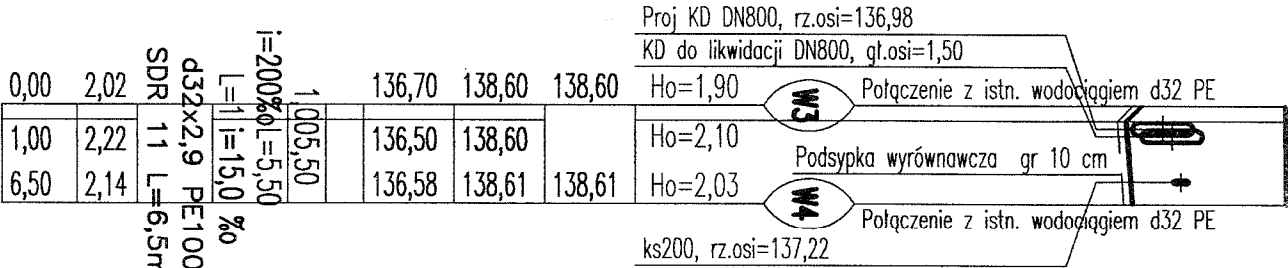 Proj KD DN800, rz.osi=136,98
KD do likwidacji DN800, gł.osi=1,50
0,00 2,02 136,70 138,60 138,60 Ho=1,90 W3 Połączenie z istn. wodociągiem d32 PE
1,00 2,22 136,50 138,60 Ho=2,10
Podsypka wyrównawcza gr 10 cm
6,50 2,14 136,58 138,61 138,61 Ho=2,03 W4
Połączenie z istn. wodociągiem d32 PE
ks200, rz.osi=137,22
1,005,50
i=200‰L=5,50
L=1 i=15,0 ‰
d32x2,9 PE100
SDR 11 L=6,5m